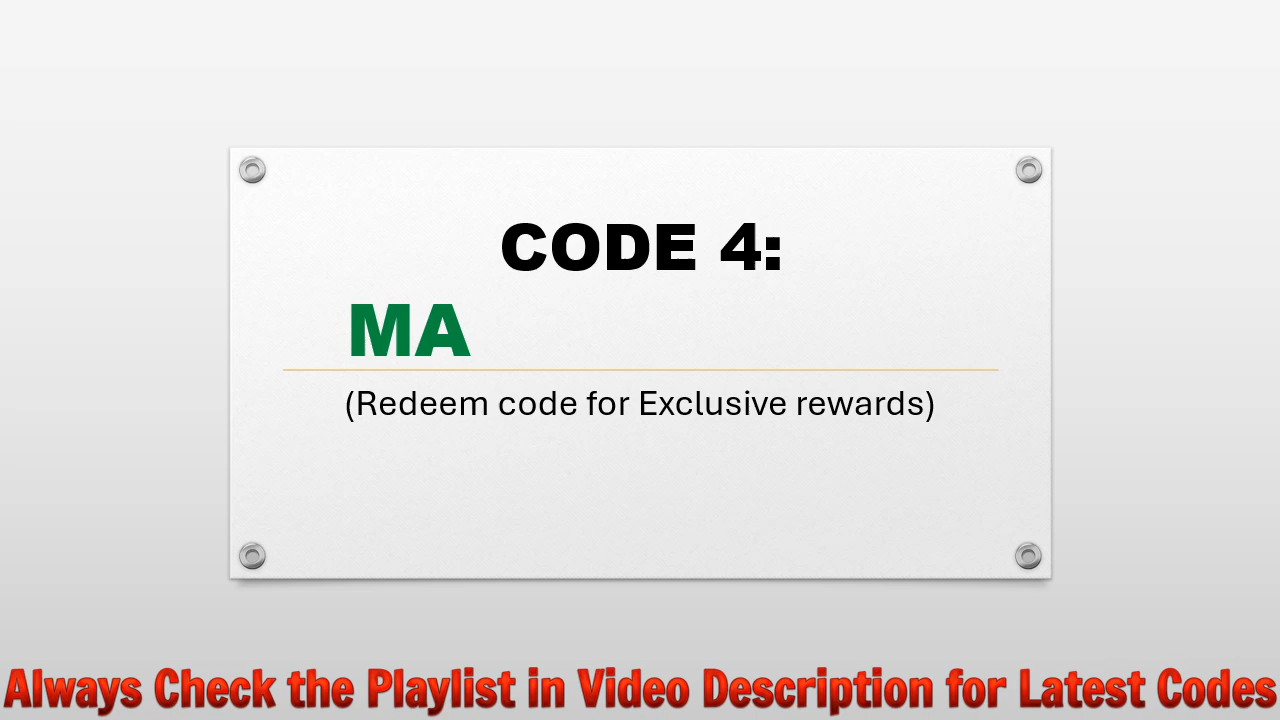 CODE 4:
MA
(Redeem code for Exclusive rewards)
Always Check the Playlist in Video Description for Latest Codes